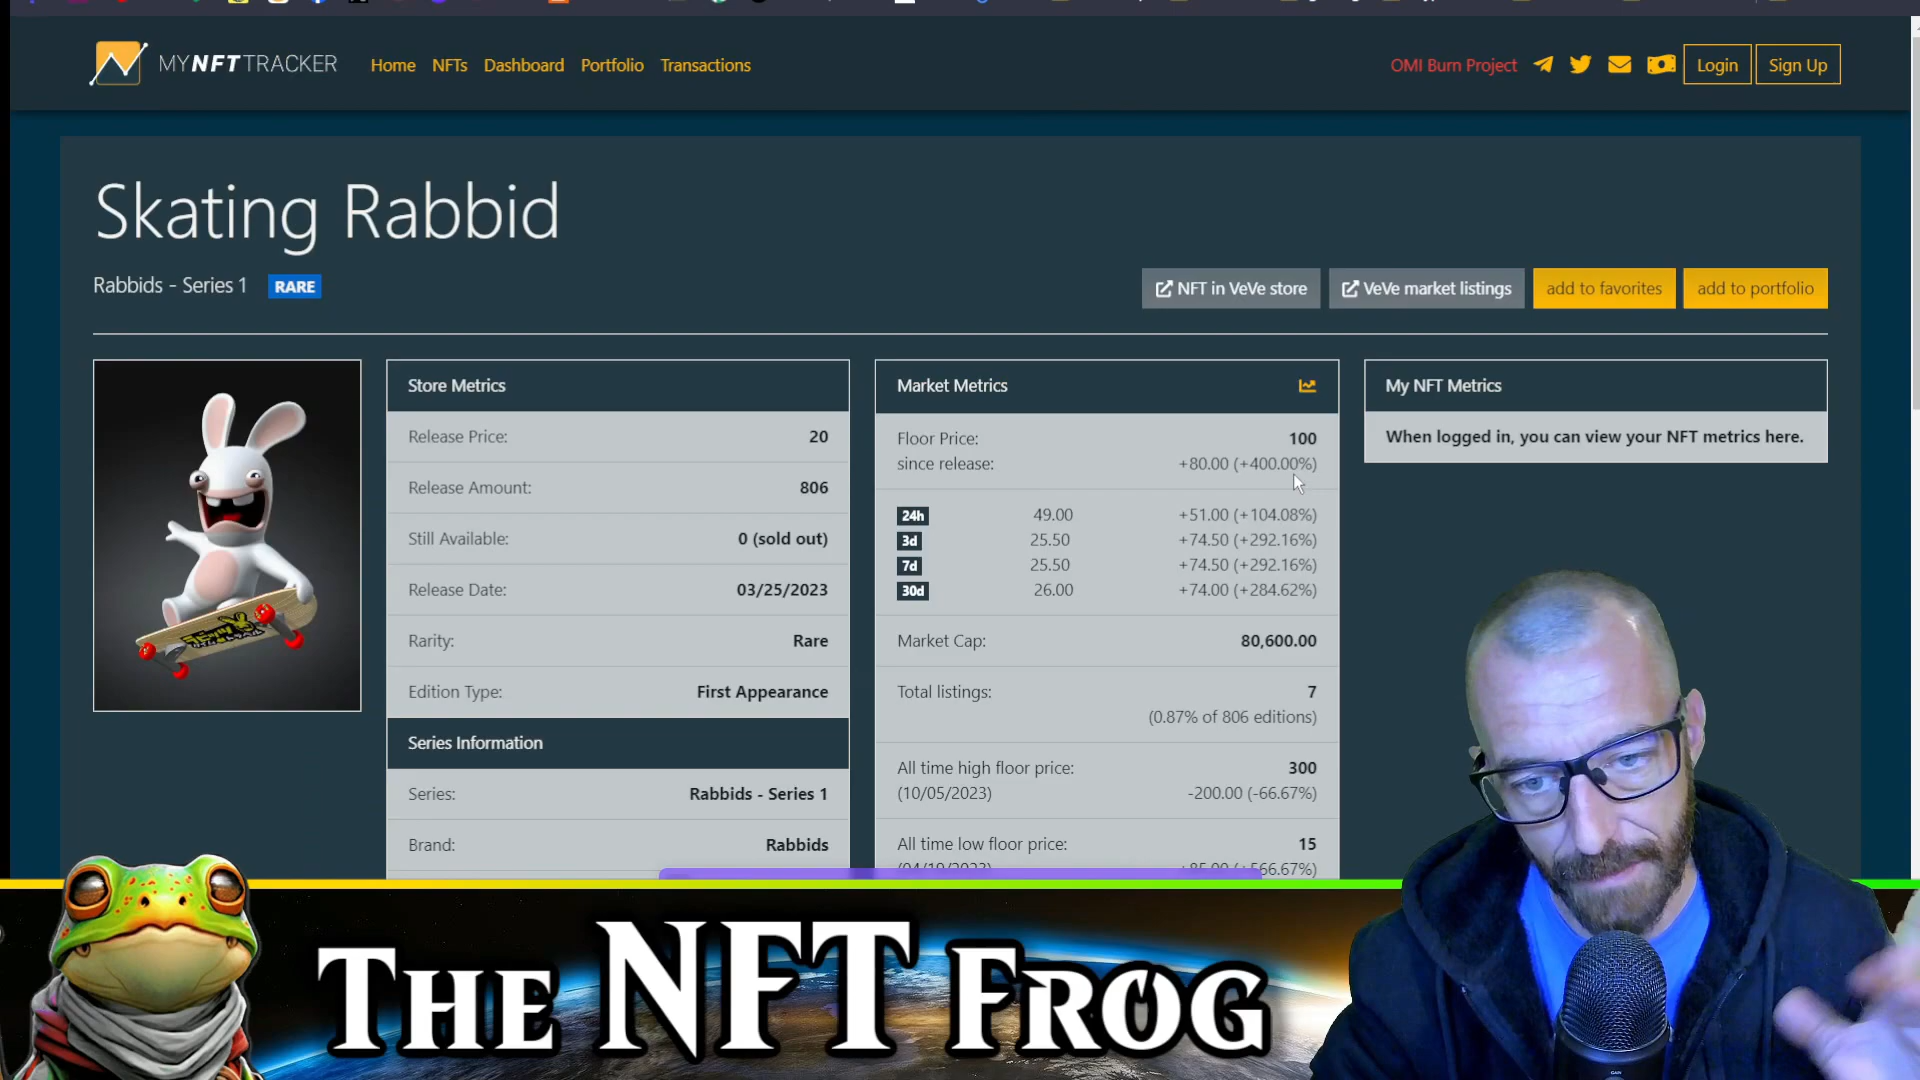 MYNFTTRACKER Home NFTs Dashboard Portfolio Transactions OMI Burn Project Login Sign Up
Skating Rabbid
Rabbids - Series 1 RARE
NFT in VeVe store VeVe market listings add to favorites add to portfolio
Store Metrics
Release Price: 20
Release Amount: 806
Still Available: 0 (sold out)
Release Date: 03/25/2023
Rarity: Rare
Edition Type: First Appearance
Series Information
Series: Rabbids - Series 1
Brand: Rabbids
Market Metrics
Floor Price: 100
since release: +80.00 (+400.00%)
24h 49.00 +51.00 (+104.08%)
3d 25.50 +74.50 (+292.16%)
7d 25.50 +74.50 (+292.16%)
30d 26.00 +74.00 (+284.62%)
Market Cap: 80,600.00
Total listings: 7
(0.87% of 806 editions)
All time high floor price: 300
(10/05/2023) -200.00 (-66.67%)
All time low floor price: 15
My NFT Metrics
When logged in, you can view your NFT metrics here.
THE NFT FROG